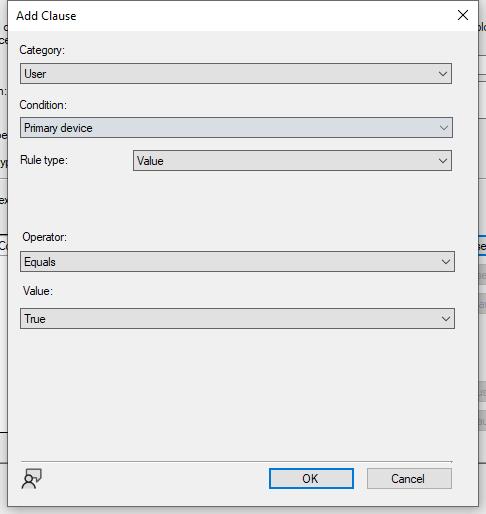 Add Clause
Category:
User
Condition:
Primary device
Rule type:
Value
Operator:
Equals
Value:
True
OK
Cancel